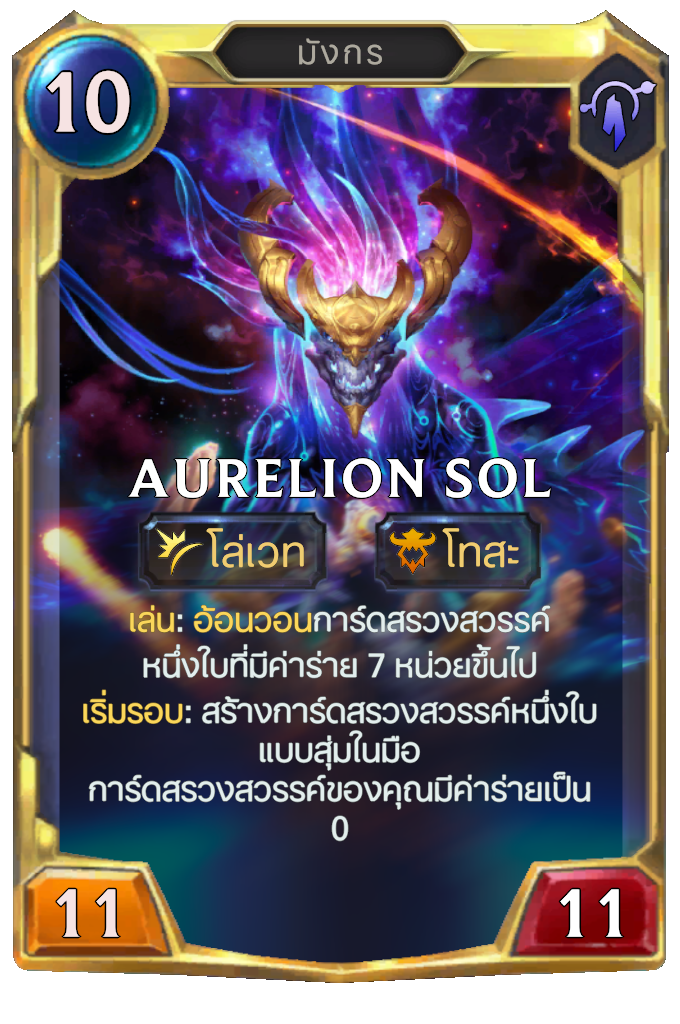 มังกร
10
AURELION SOL
โล่เวท โทสะ
เล่น: อ้อนวอนการ์ดสรวงสวรรค์
หนึ่งใบที่มีค่าร่าย 7 หน่วยขึ้นไป
เริ่มรอบ: สร้างการ์ดสรวงสวรรค์หนึ่งใบ
แบบสุ่มในมือ
การ์ดสรวงสวรรค์ของคุณมีค่าร่ายเป็น
0
11 11